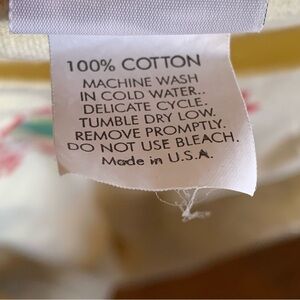 100% COTTON
MACHINE WASH
IN COLD WATER..
DELICATE CYCLE.
TUMBLE DRY LOW.
REMOVE PROMPTLY.
DO NOT USE BLEACH.
Made in U.S.A.